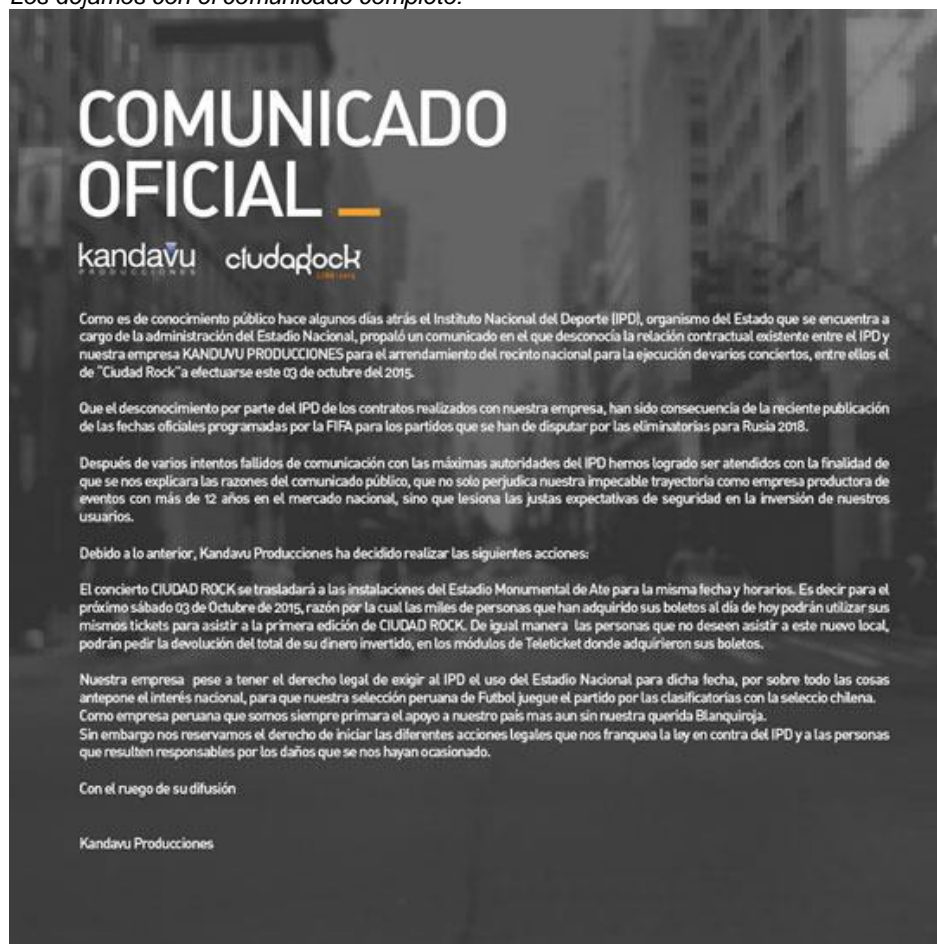 Los dejamos con el comunicado completo:
COMUNICADO
OFICIAL _
kandavu
PRODUCCIONES
ciudadrock
Como es de conocimiento público hace algunos días atrás el Instituto Nacional del Deporte (IPD), organismo del Estado que se encuentra a
cargo de la administración del Estadio Nacional, propaló un comunicado en el que desconocía la relación contractual existente entre el IPD y
nuestra empresa KANDUVU PRODUCCIONES para el arrendamiento del recinto nacional para la ejecución de varios conciertos, entre ellos el
de "Ciudad Rock"a efectuarse este 03 de octubre del 2015.
Que el desconocimiento por parte del IPD de los contratos realizados con nuestra empresa, han sido consecuencia de la reciente publicación
de las fechas oficiales programadas por la FIFA para los partidos que se han de disputar por las eliminatorias para Rusia 2018.
Después de varios intentos fallidos de comunicación con las máximas autoridades del IPD hemos logrado ser atendidos con la finalidad de
que se nos explicara las razones del comunicado público, que no solo perjudica nuestra impecable trayectoria como empresa productora de
eventos con más de 12 años en el mercado nacional, sino que lesiona las justas expectativas de seguridad en la inversión de nuestros
usuarios.
Debido a lo anterior, Kandavu Producciones ha decidido realizar las siguientes acciones:
El concierto CIUDAD ROCK se trasladará a las instalaciones del Estadio Monumental de Ate para la misma fecha y horarios. Es decir para el
próximo sábado 03 de Octubre de 2015, razón por la cual las miles de personas que han adquirido sus boletos al día de hoy podrán utilizar sus
mismos tickets para asistir a la primera edición de CIUDAD ROCK. De igual manera las personas que no deseen asistir a este nuevo local,
podrán pedir la devolución del total de su dinero invertido, en los módulos de Teleticket donde adquirieron sus boletos.
Nuestra empresa pese a tener el derecho legal de exigir al IPD el uso del Estadio Nacional para dicha fecha, por sobre todo las cosas
antepone el interés nacional, para que nuestra selección peruana de Futbol juegue el partido por las clasificatorias con la seleccio chilena.
Como empresa peruana que somos siempre primara el apoyo a nuestro país mas aun sin nuestra querida Blanquiroja.
Sin embargo nos reservamos el derecho de iniciar las diferentes acciones legales que nos franquea la ley en contra del IPD y a las personas
que resulten responsables por los daños que se nos hayan ocasionado.
Con el ruego de su difusión
Kandavu Producciones